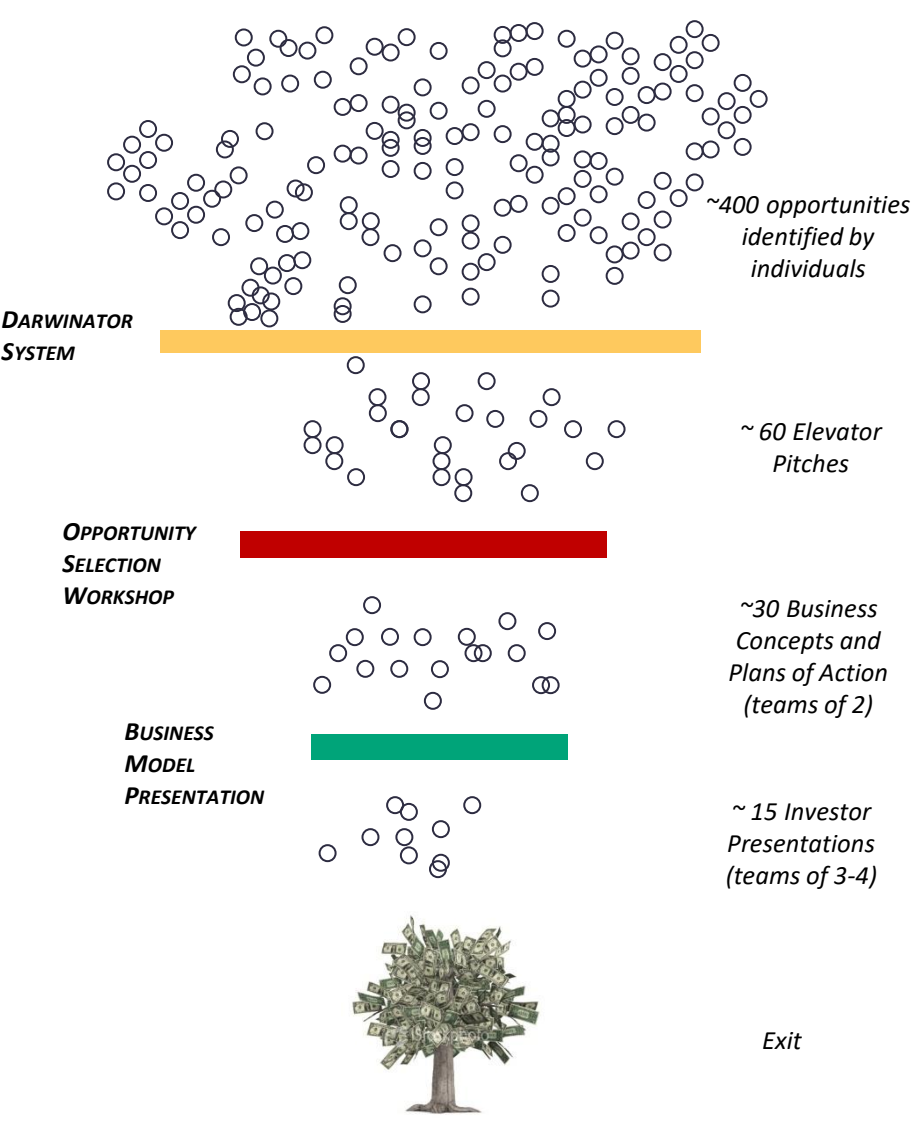 ~400 opportunities
identified by
individuals
DARWINATOR
SYSTEM
~ 60 Elevator
Pitches
OPPORTUNITY
SELECTION
WORKSHOP
~30 Business
Concepts and
Plans of Action
(teams of 2)
BUSINESS
MODEL
PRESENTATION
~ 15 Investor
Presentations
(teams of 3-4)
Exit